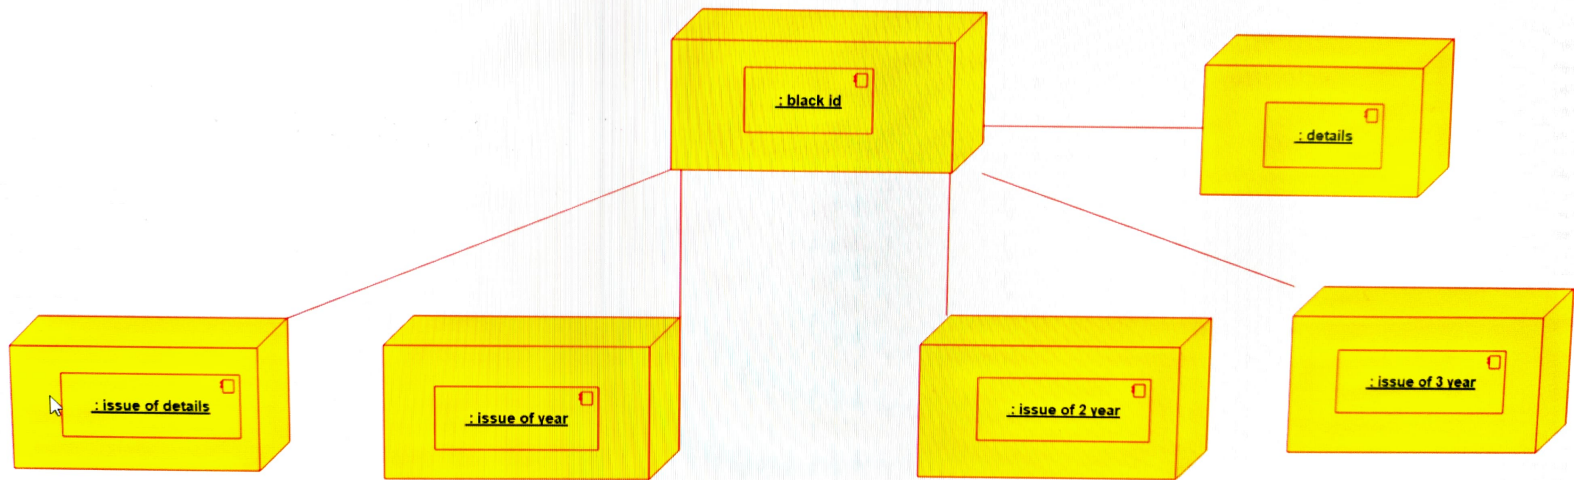 : black id
: details
: issue of details
: issue of year
: issue of 2 year
: issue of 3 year